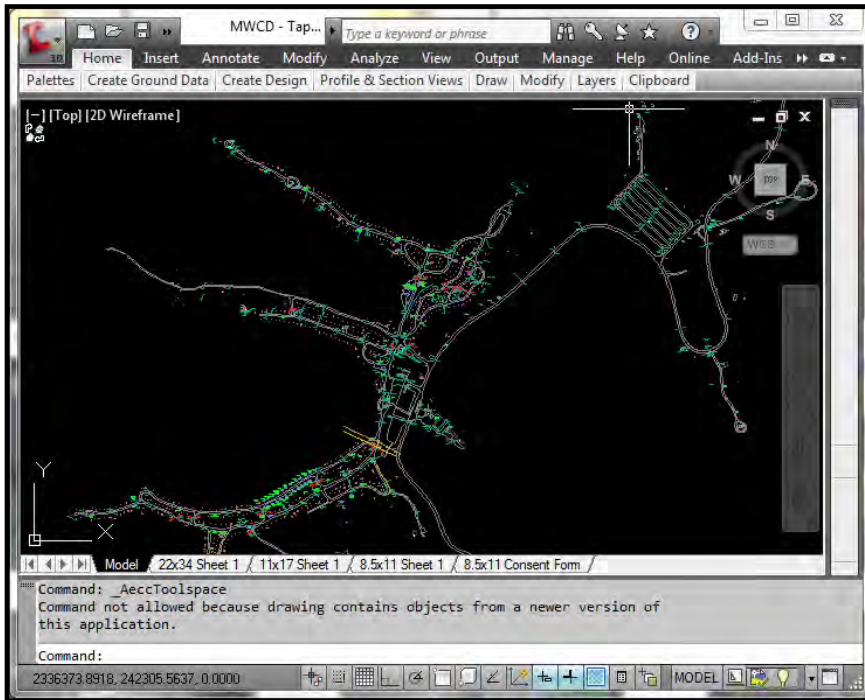 MWCD - Tap...
Type a keyword or phrase
3D
Home Insert Annotate Modify Analyze View Output Manage Help Online Add-Ins
Palettes Create Ground Data Create Design Profile & Section Views Draw Modify Layers Clipboard
[−] [Top] [2D Wireframe]
N
W TOP E
S
WCS
Y
X
Model 22x34 Sheet 1 11x17 Sheet 1 8.5x11 Sheet 1 8.5x11 Consent Form
Command: _AeccToolspace
Command not allowed because drawing contains objects from a newer version of
this application.
Command:
2336373.8918, 242305.5637, 0.0000 MODEL